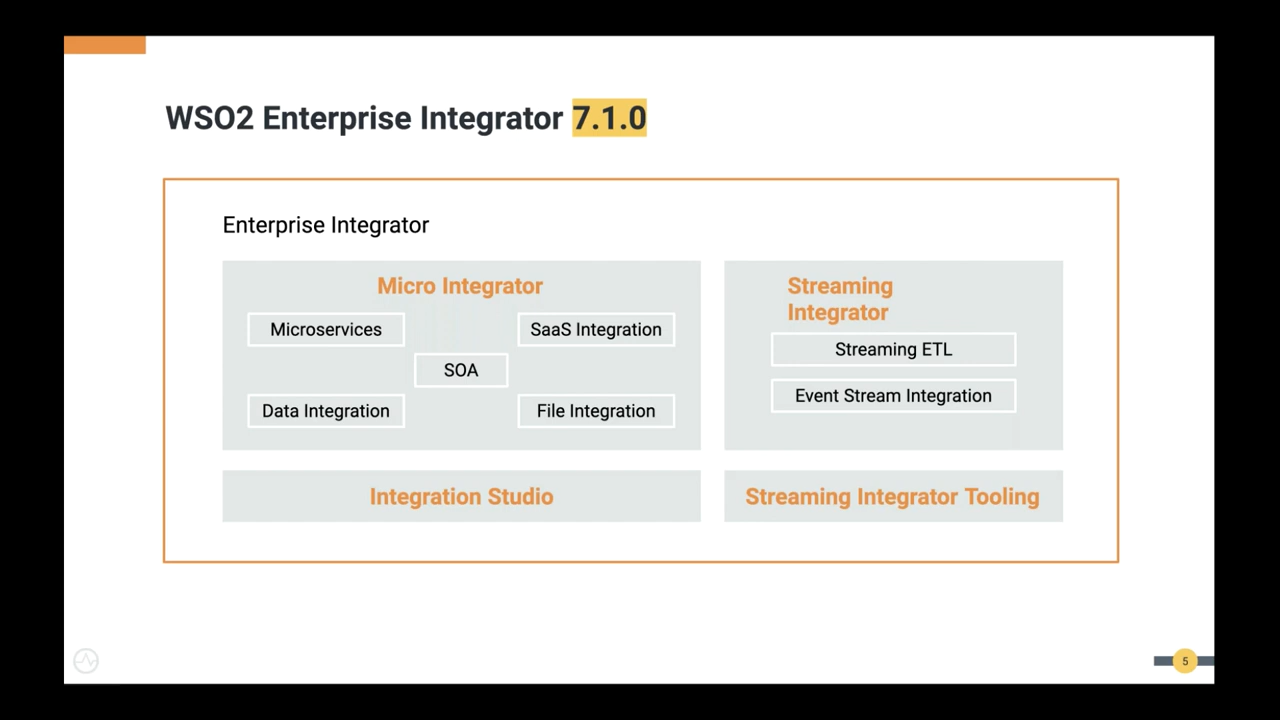 WSO2 Enterprise Integrator 7.1.0
Enterprise Integrator
Micro Integrator
Microservices
SaaS Integration
SOA
Data Integration
File Integration
Streaming
Integrator
Streaming ETL
Event Stream Integration
Integration Studio
Streaming Integrator Tooling
5